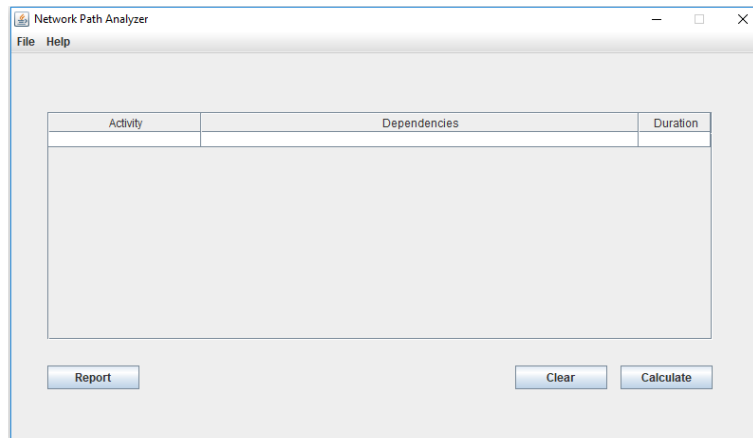 Network Path Analyzer
File Help
Activity Dependencies Duration
Report Clear Calculate